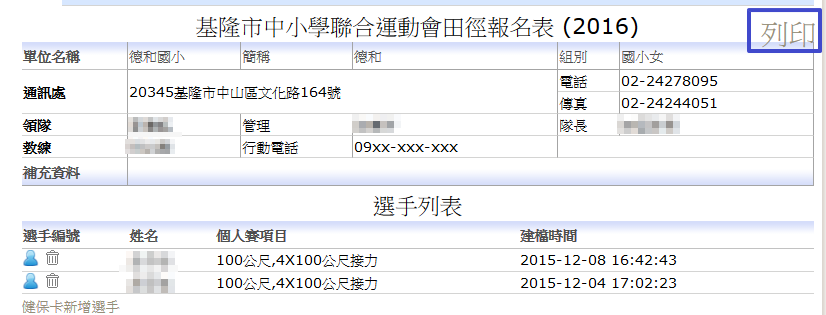 基隆市中小學聯合運動會田徑報名表 (2016)
列印
單位名稱 德和國小 簡稱 德和 組別 國小女
通訊處 20345基隆市中山區文化路164號 電話 02-24278095
傳真 02-24244051
領隊 管理 隊長
教練 行動電話 09xx-xxx-xxx
補充資料
選手列表
選手編號 姓名 個人賽項目 建檔時間
100公尺,4X100公尺接力 2015-12-08 16:42:43
100公尺,4X100公尺接力 2015-12-04 17:02:23
健保卡新增選手